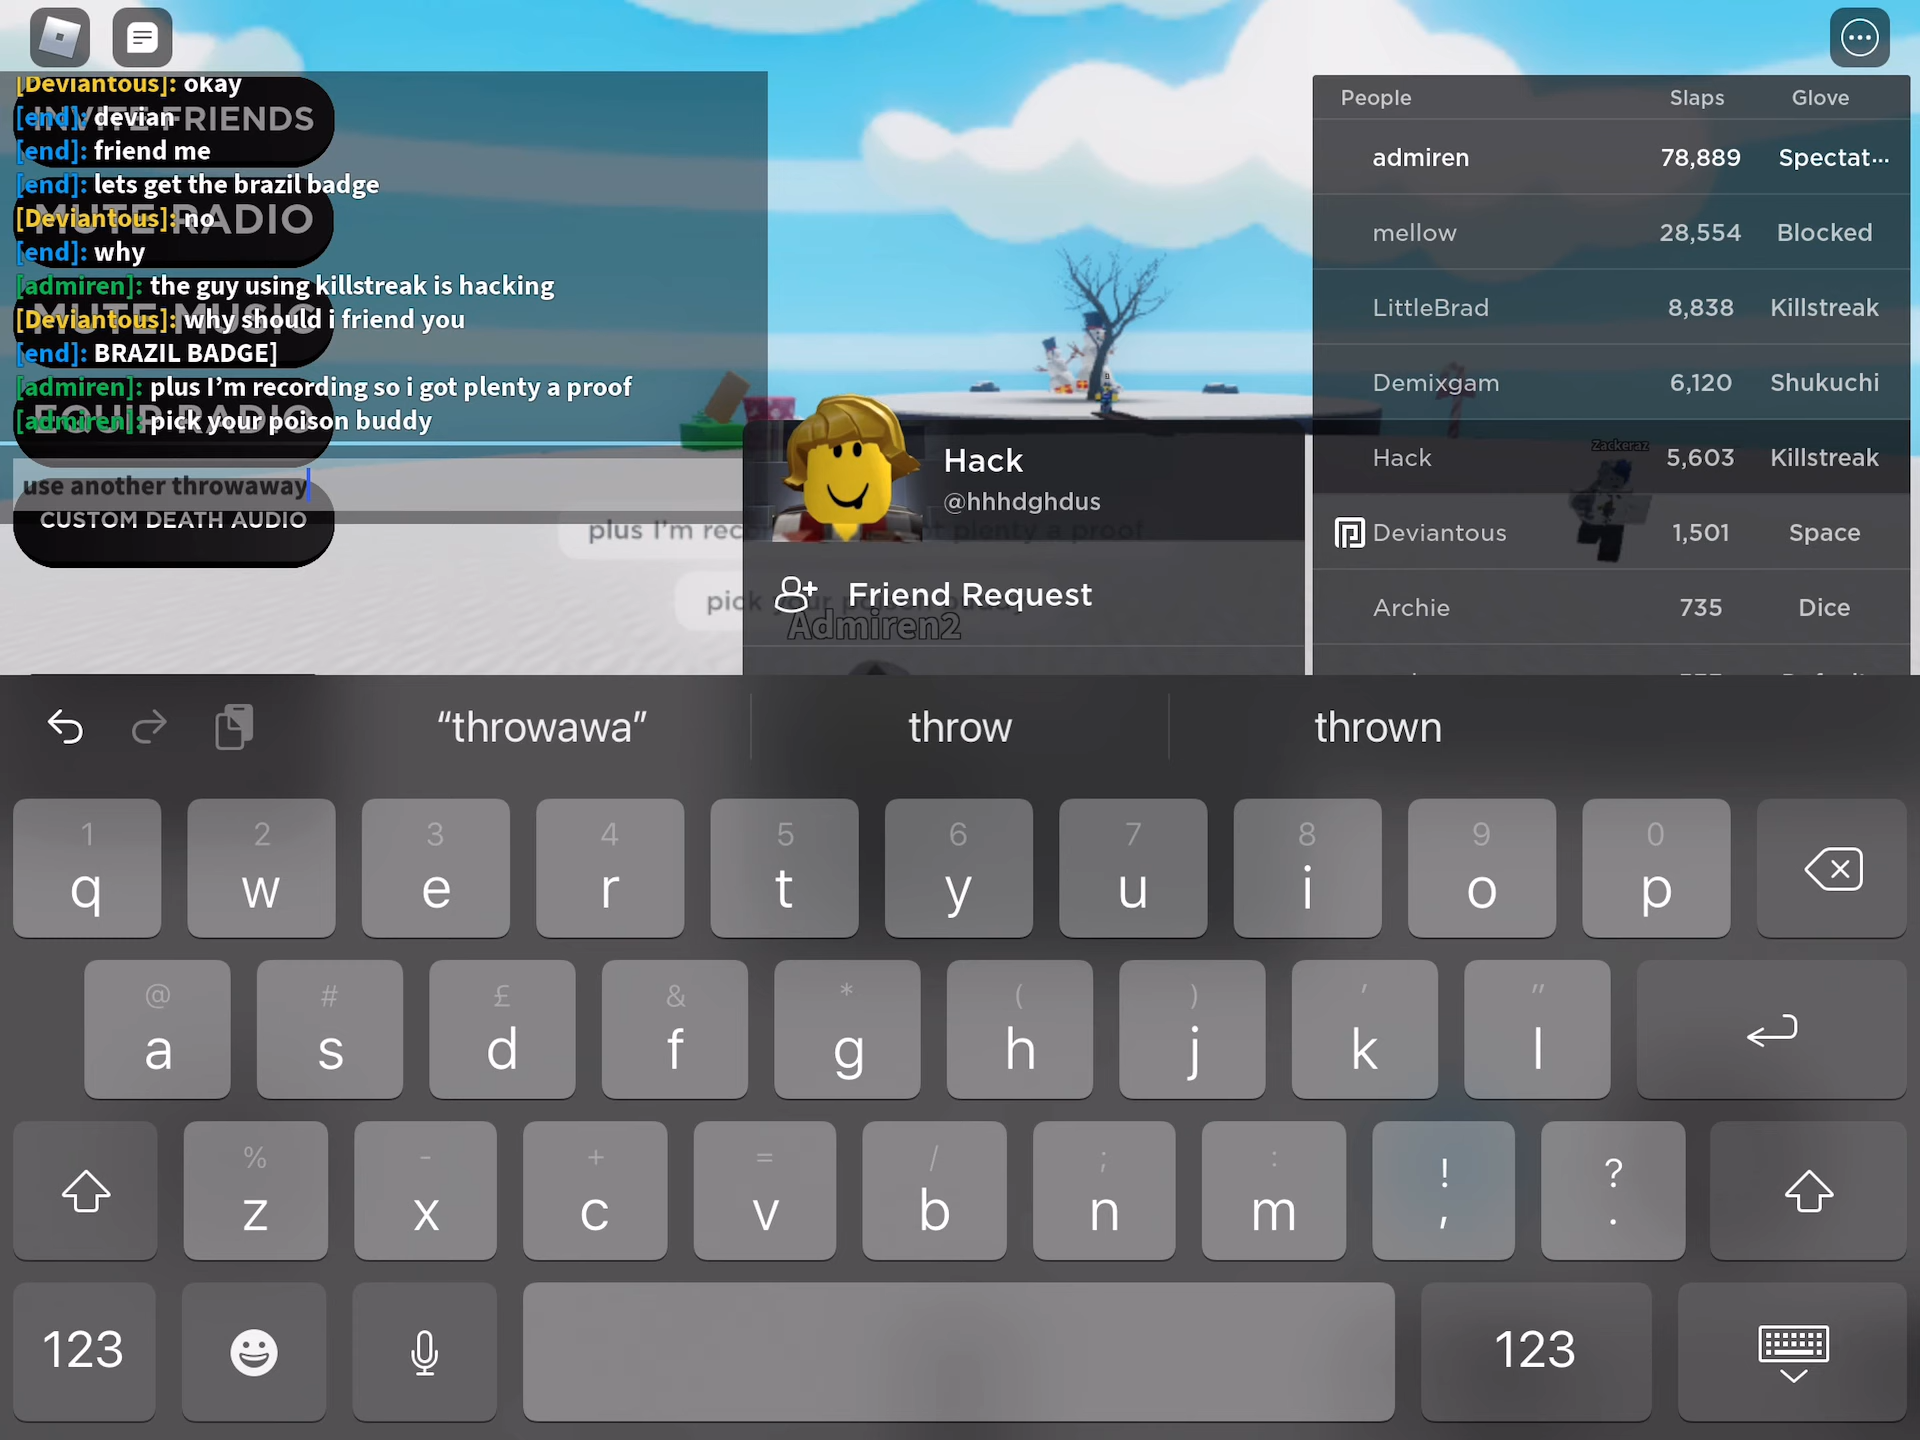 [Deviantous]: okay
[end]: devian
INVITE FRIENDS
[end]: friend me
[end]: lets get the brazil badge
[Deviantous]: no
MUTE RADIO
[end]: why
[admiren]: the guy using killstreak is hacking
[Deviantous]: why should i friend you
MUTE MUSIC
[end]: BRAZIL BADGE]
[admiren]: plus I'm recording so i got plenty a proof
[admiren]: pick your poison buddy
EQUIP RADIO
use another throwaway
CUSTOM DEATH AUDIO
plus I'm plenty a proof
pick
Hack
@hhhdghdus
Friend Request
Admiren2
People Slaps Glove
admiren 78,889 Spectat...
mellow 28,554 Blocked
LittleBrad 8,838 Killstreak
Demixgam 6,120 Shukuchi
Zackeraz
Hack 5,603 Killstreak
Deviantous 1,501 Space
Archie 735 Dice
“throwawa” throw thrown
1 2 3 4 5 6 7 8 9 0
q w e r t y u i o p
@ # £ & * ( ) ' "
a s d f g h j k l
% - + = / ; : ! ?
z x c v b n m , .
123 123